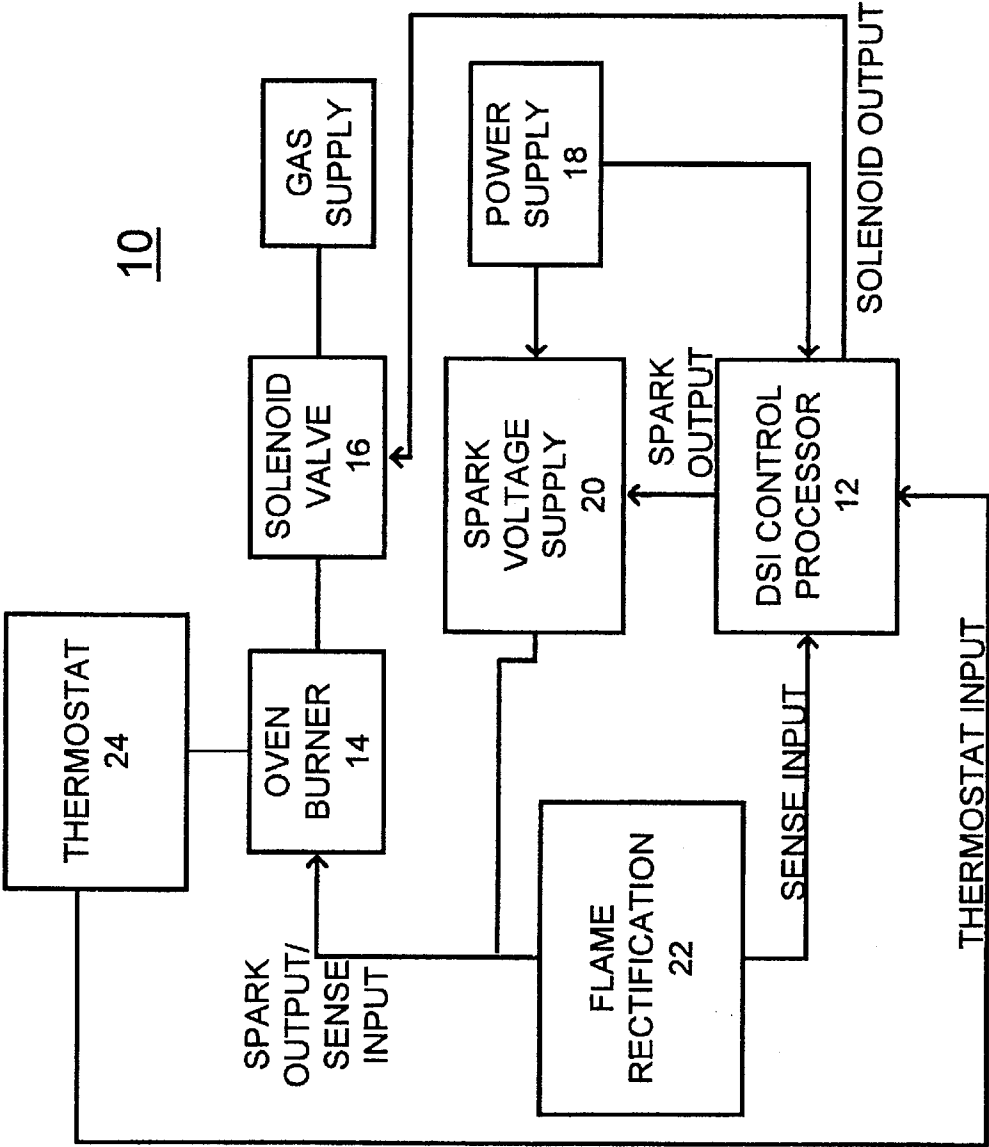 10
THERMOSTAT
24
OVEN
BURNER
14
SOLENOID
VALVE
16
GAS
SUPPLY
SPARK
OUTPUT/
SENSE
INPUT
SPARK
VOLTAGE
SUPPLY
20
POWER
SUPPLY
18
FLAME
RECTIFICATION
22
SPARK
OUTPUT
SENSE INPUT
DSI CONTROL
PROCESSOR
12
SOLENOID OUTPUT
THERMOSTAT INPUT